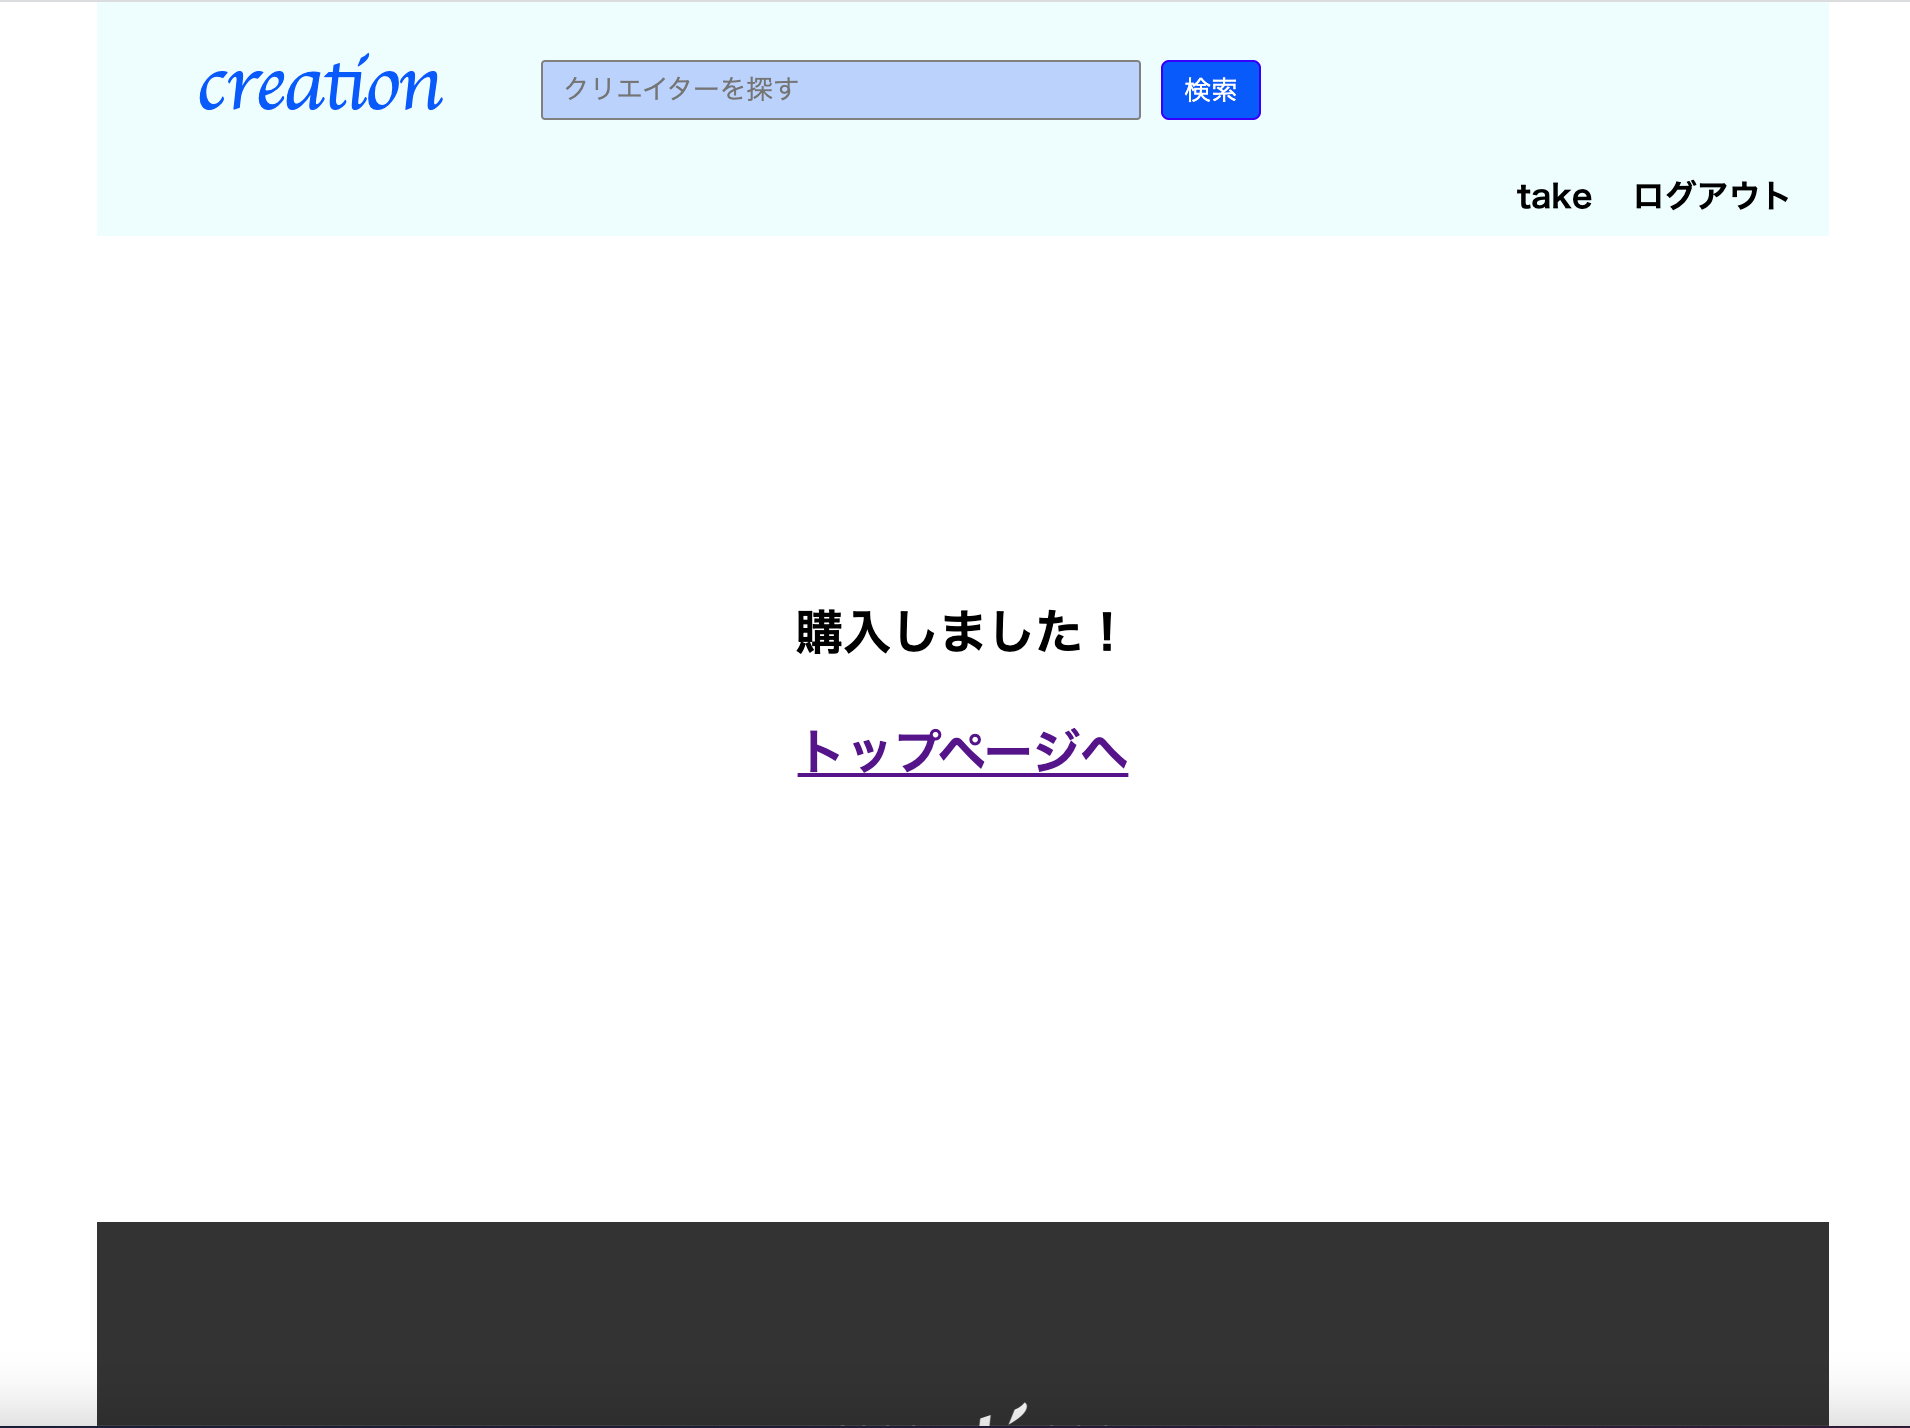 creation
クリエイターを探す
検索
take ログアウト
購入しました！
トップページへ